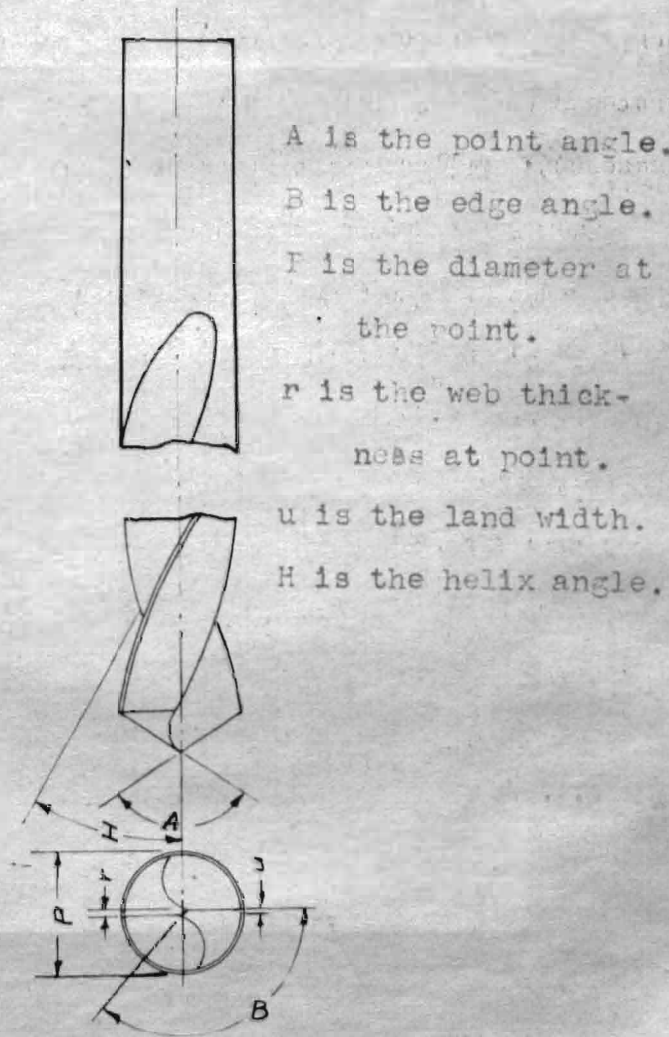 A is the point angle.
B is the edge angle.
P is the diameter at
the point.
r is the web thick-
ness at point.
u is the land width.
H is the helix angle.
H
A
r
u
P
B